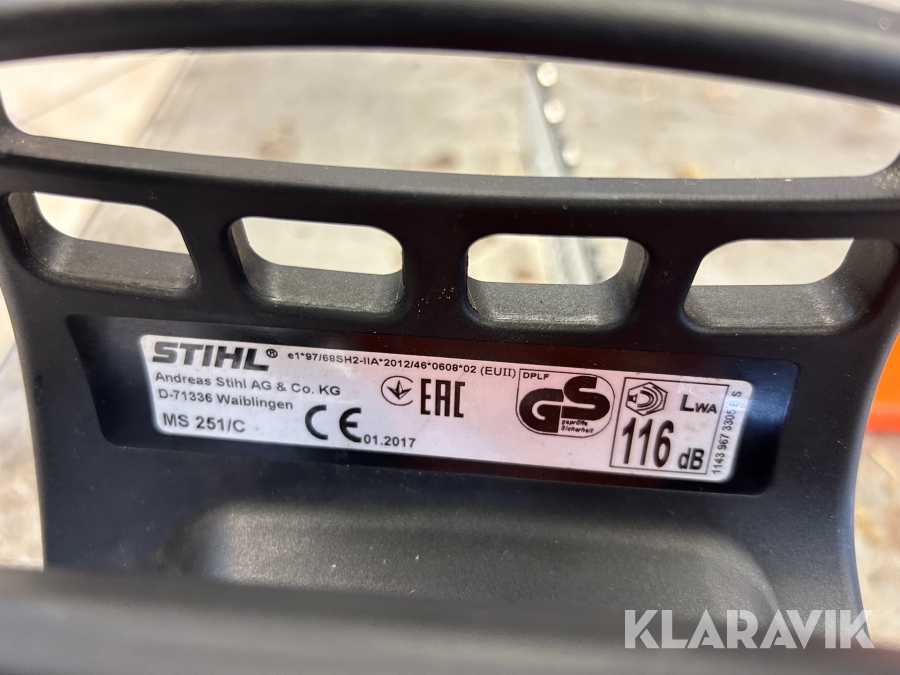 STIHL® e1*97/68SH2-IIA*2012/46*0608*02 (EUII)
Andreas Stihl AG & Co. KG
D-71336 Waiblingen
MS 251/C
CE 01.2017
EAC
DPLF
GS
geprüfte
Sicherheit
LWA
116 dB
1143 967 3305 B S
KLARAVIK